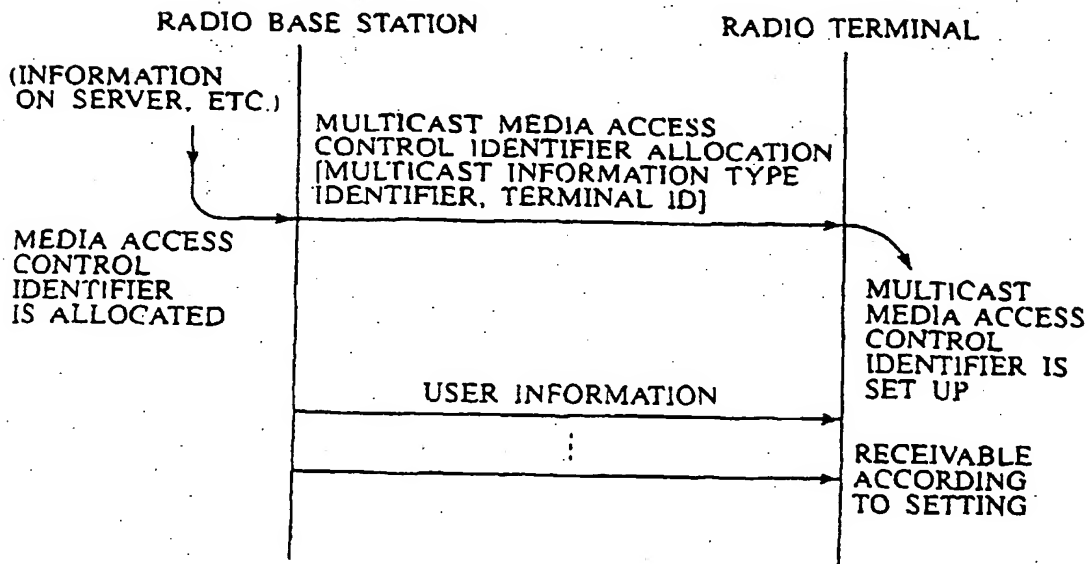 RADIO BASE STATION
RADIO TERMINAL
(INFORMATION
ON SERVER, ETC.)
MULTICAST MEDIA ACCESS
CONTROL IDENTIFIER ALLOCATION
[MULTICAST INFORMATION TYPE
IDENTIFIER, TERMINAL ID]
MEDIA ACCESS
CONTROL
IDENTIFIER
IS ALLOCATED
MULTICAST
MEDIA ACCESS
CONTROL
IDENTIFIER IS
SET UP
USER INFORMATION
RECEIVABLE
ACCORDING
TO SETTING